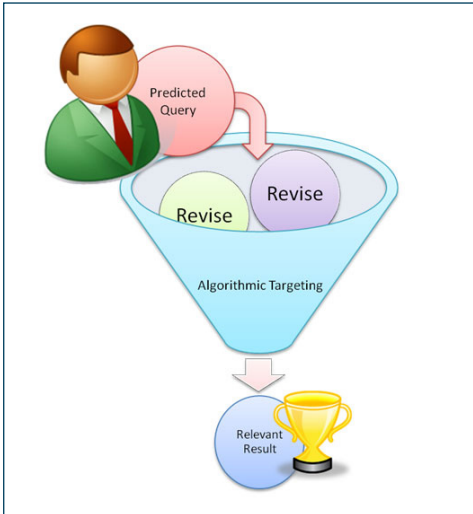 Predicted
Query
Revise
Revise
Algorithmic Targeting
Relevant
Result